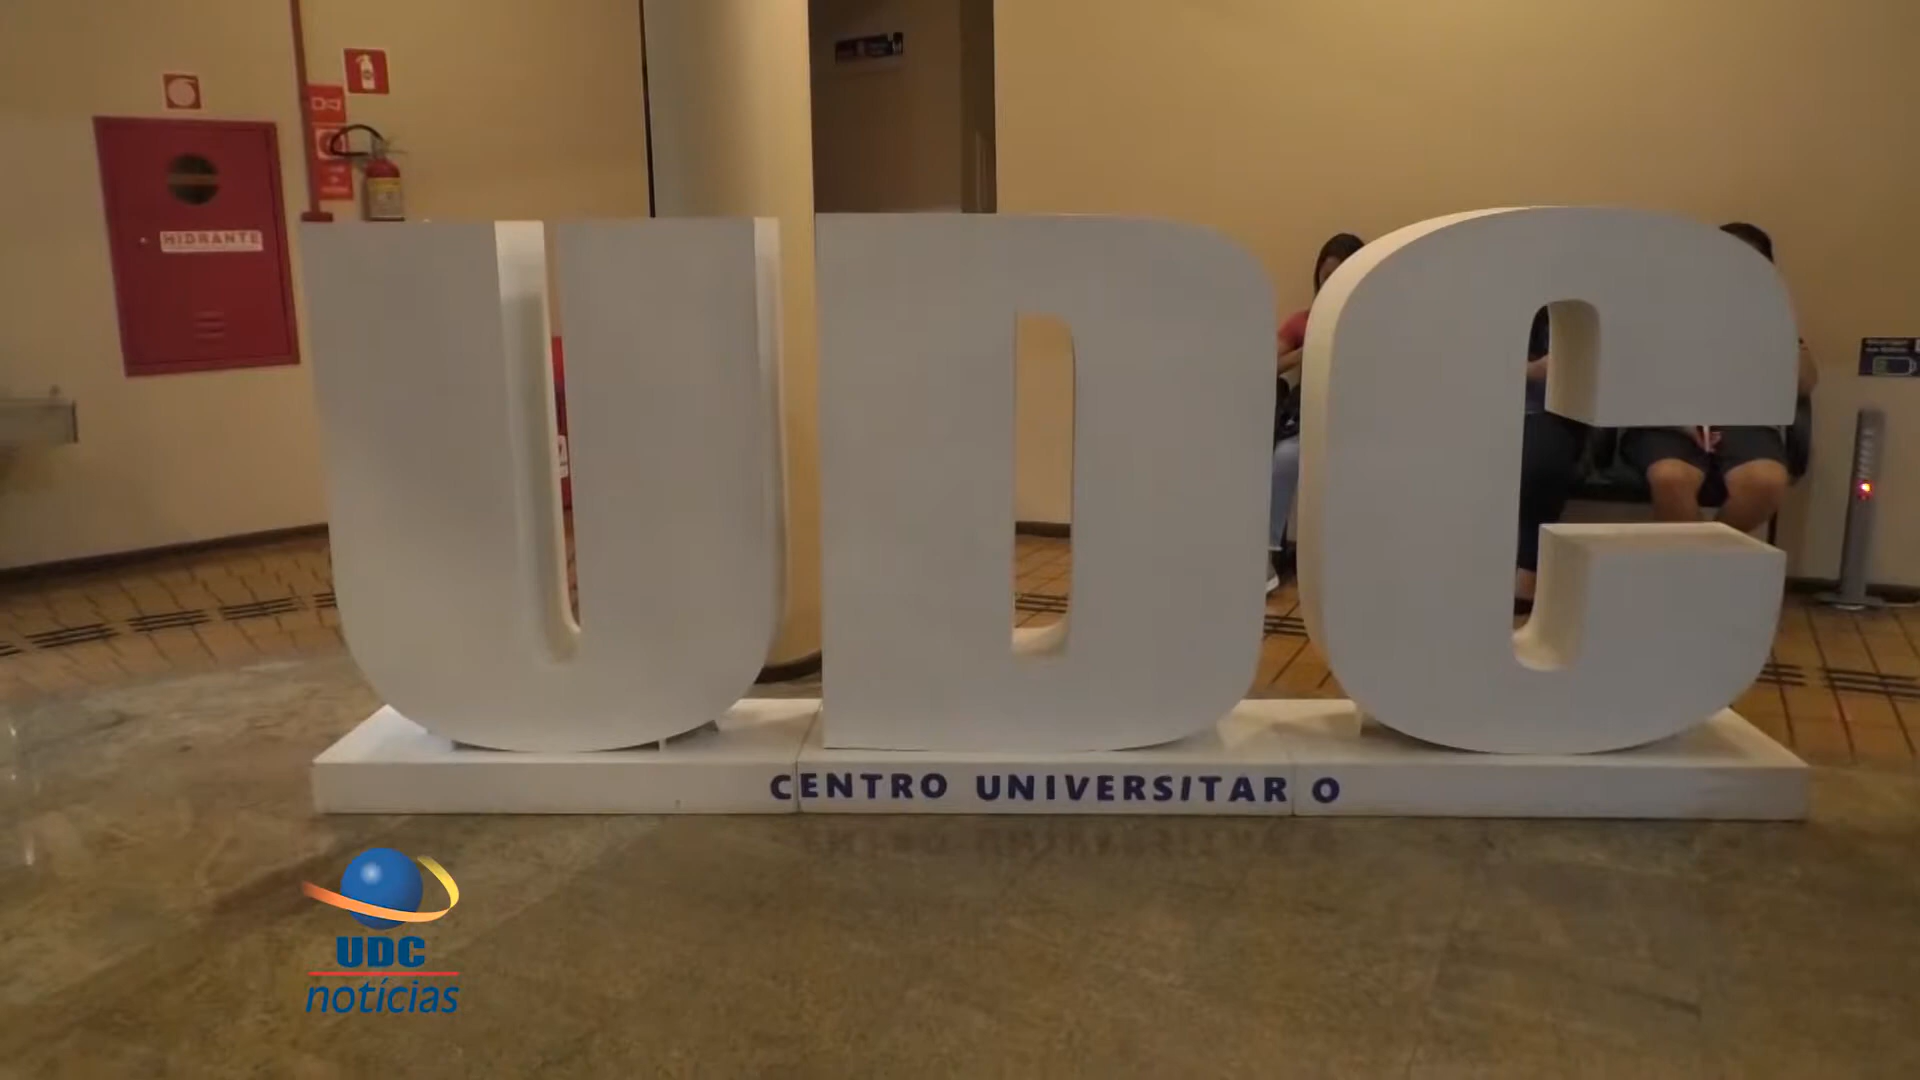 HIDRANTE
UDC
CENTRO UNIVERSITAR O
UDC
notícias